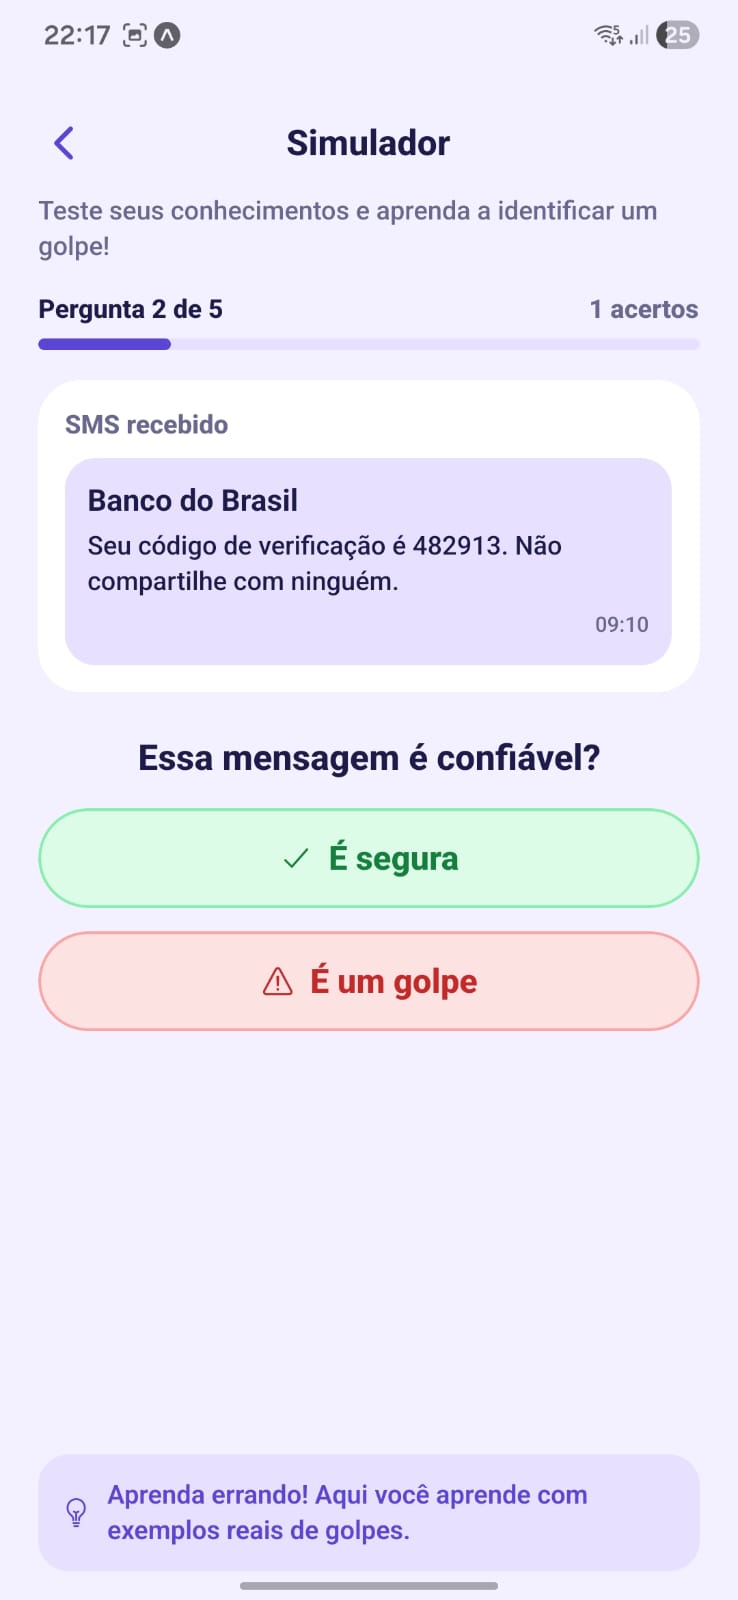 22:17
25
Simulador
Teste seus conhecimentos e aprenda a identificar um
golpe!
Pergunta 2 de 5
1 acertos
SMS recebido
Banco do Brasil
Seu código de verificação é 482913. Não
compartilhe com ninguém.
09:10
Essa mensagem é confiável?
É segura
É um golpe
Aprenda errando! Aqui você aprende com
exemplos reais de golpes.